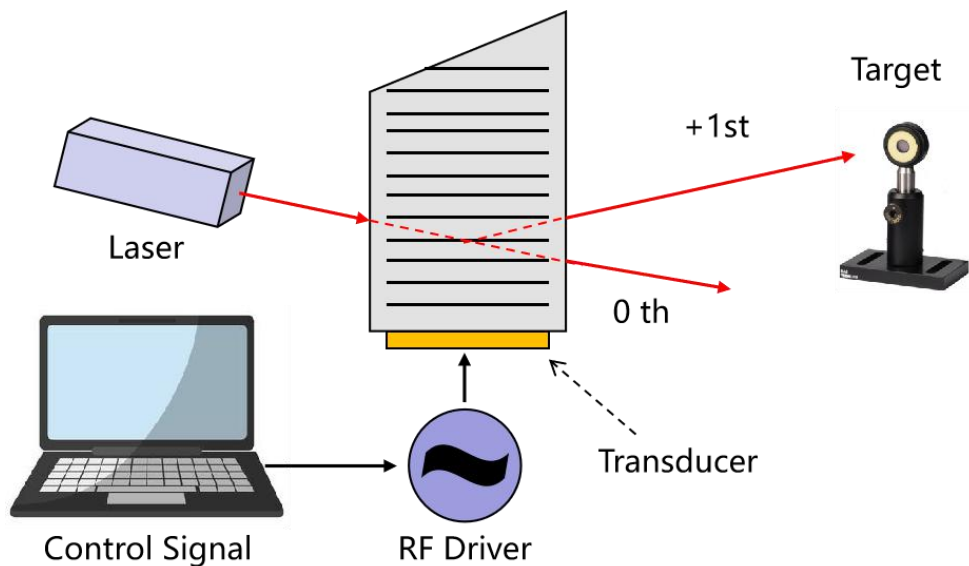 Target
+1st
Laser
0 th
Transducer
Control Signal
RF Driver